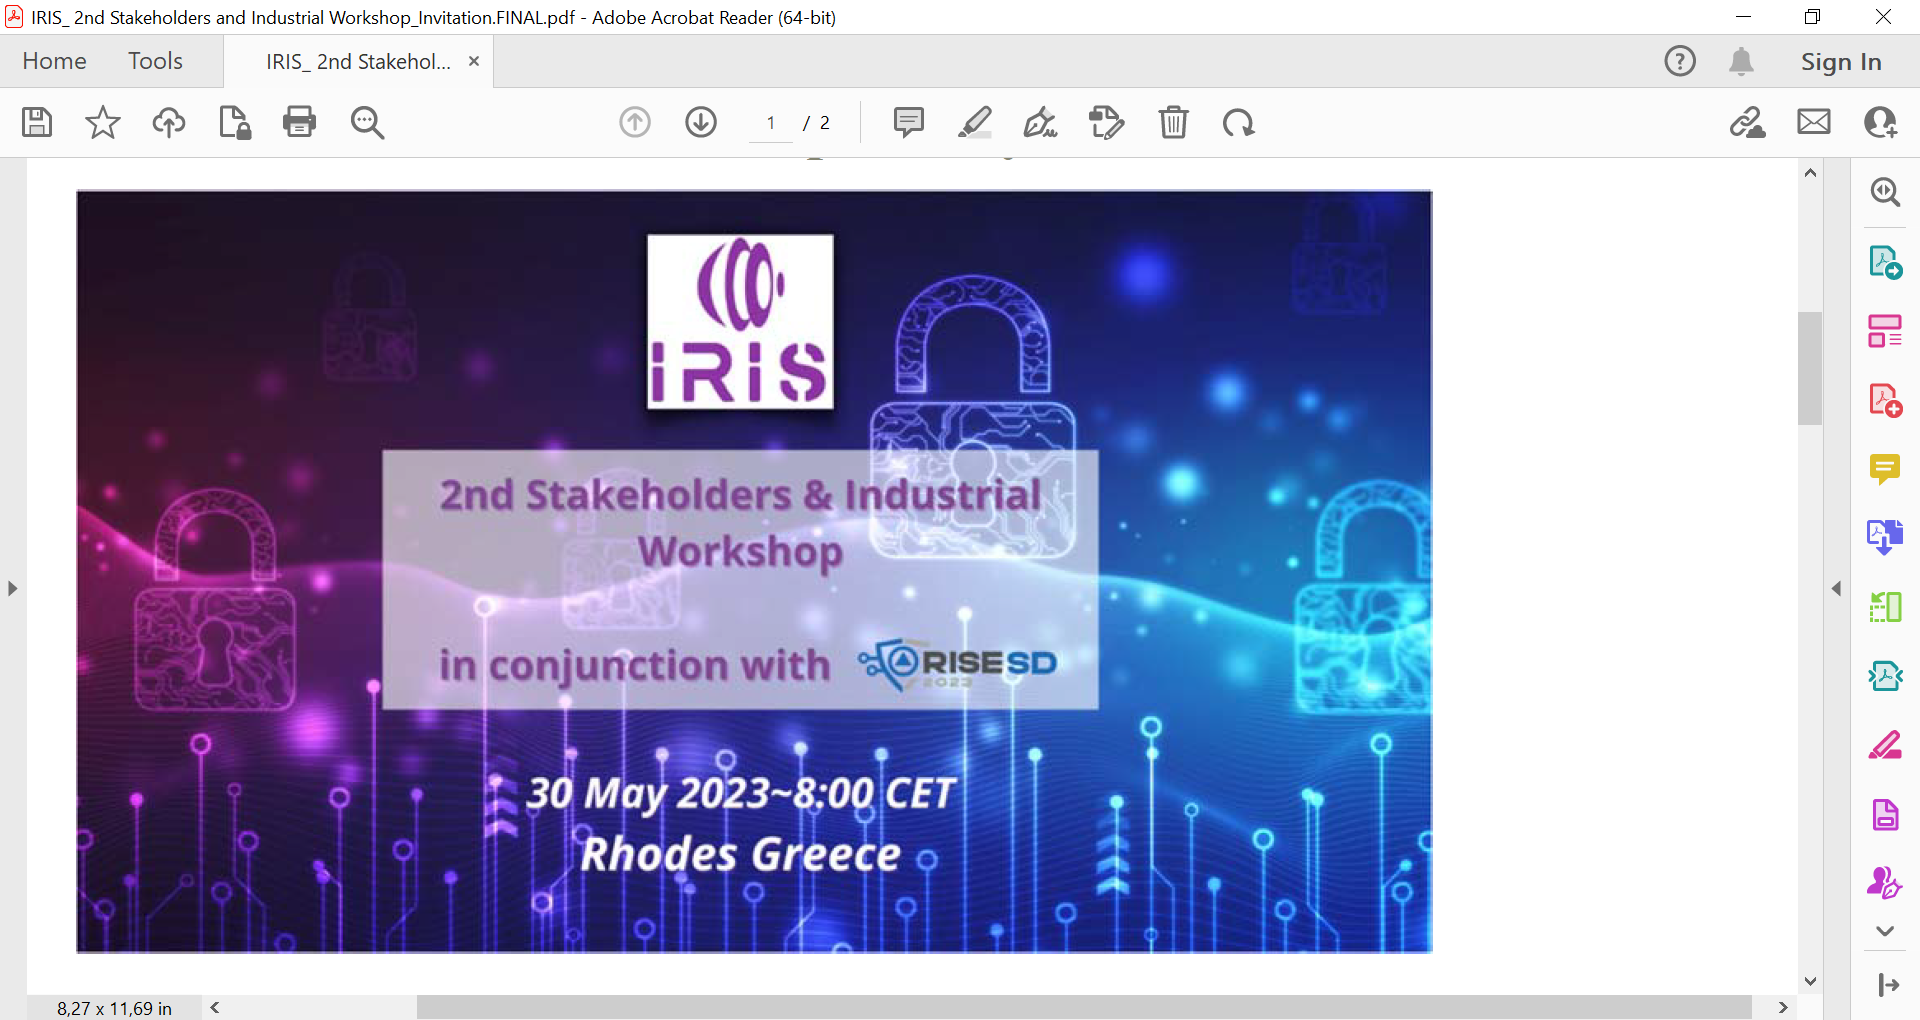 IRIS_ 2nd Stakeholders and Industrial Workshop_Invitation.FINAL.pdf - Adobe Acrobat Reader (64-bit)
Home Tools IRIS_ 2nd Stakehol... Sign In
1 / 2
iRiS
2nd Stakeholders & Industrial
Workshop
in conjunction with RISESD
2023
30 May 2023~8:00 CET
Rhodes Greece
8,27 x 11,69 in